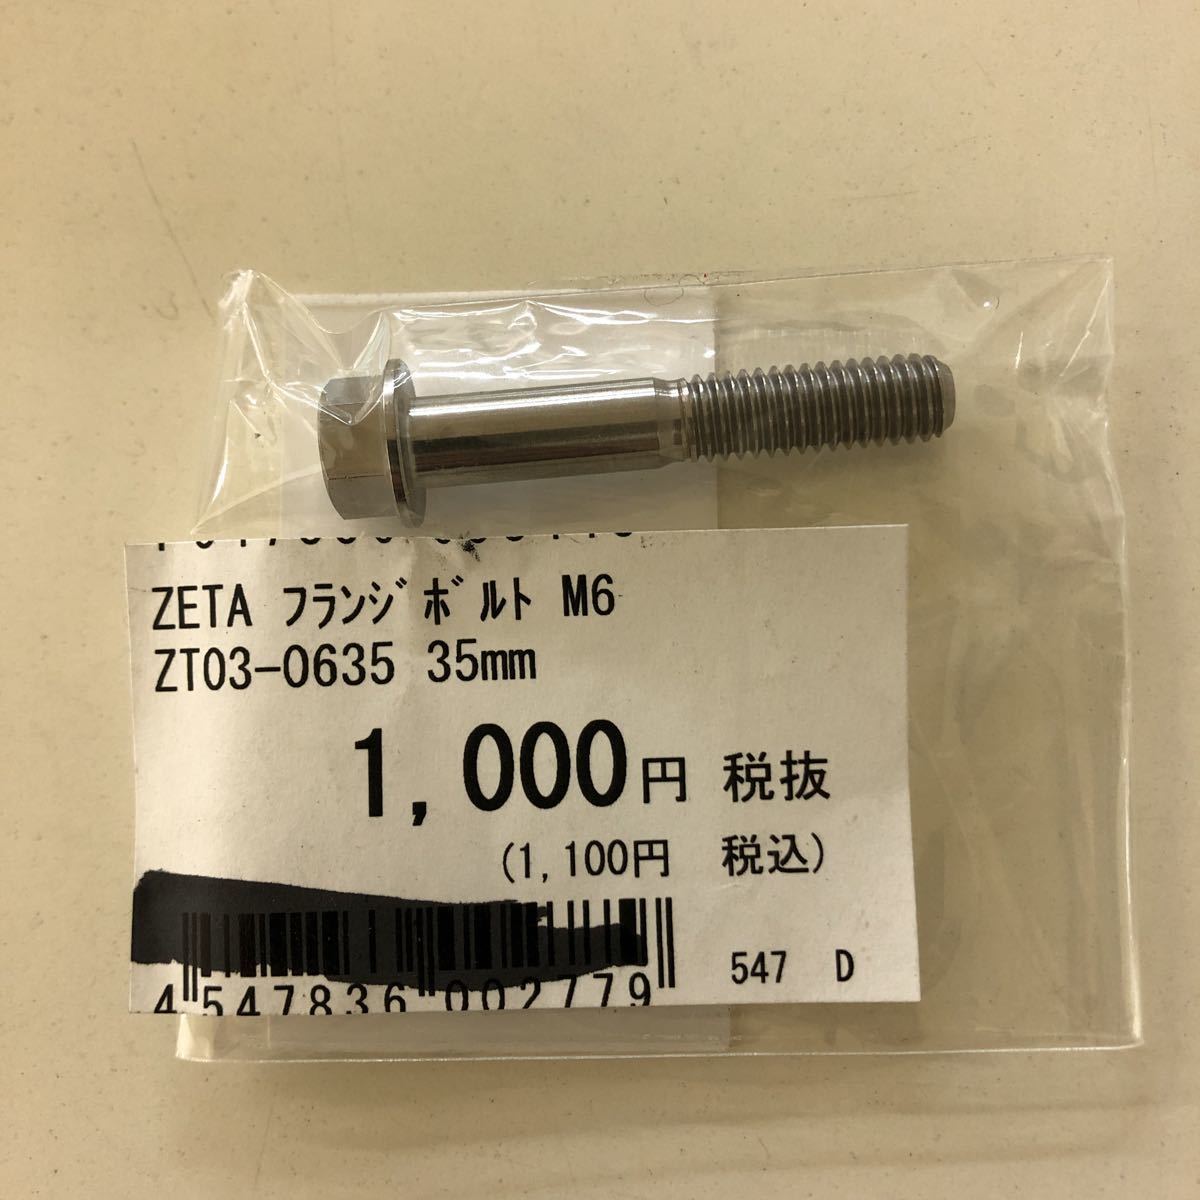 ZETA フランジボルト M6
ZT03-0635 35mm
1,000円 税抜
(1,100円 税込)
547 D
4 547836 002779